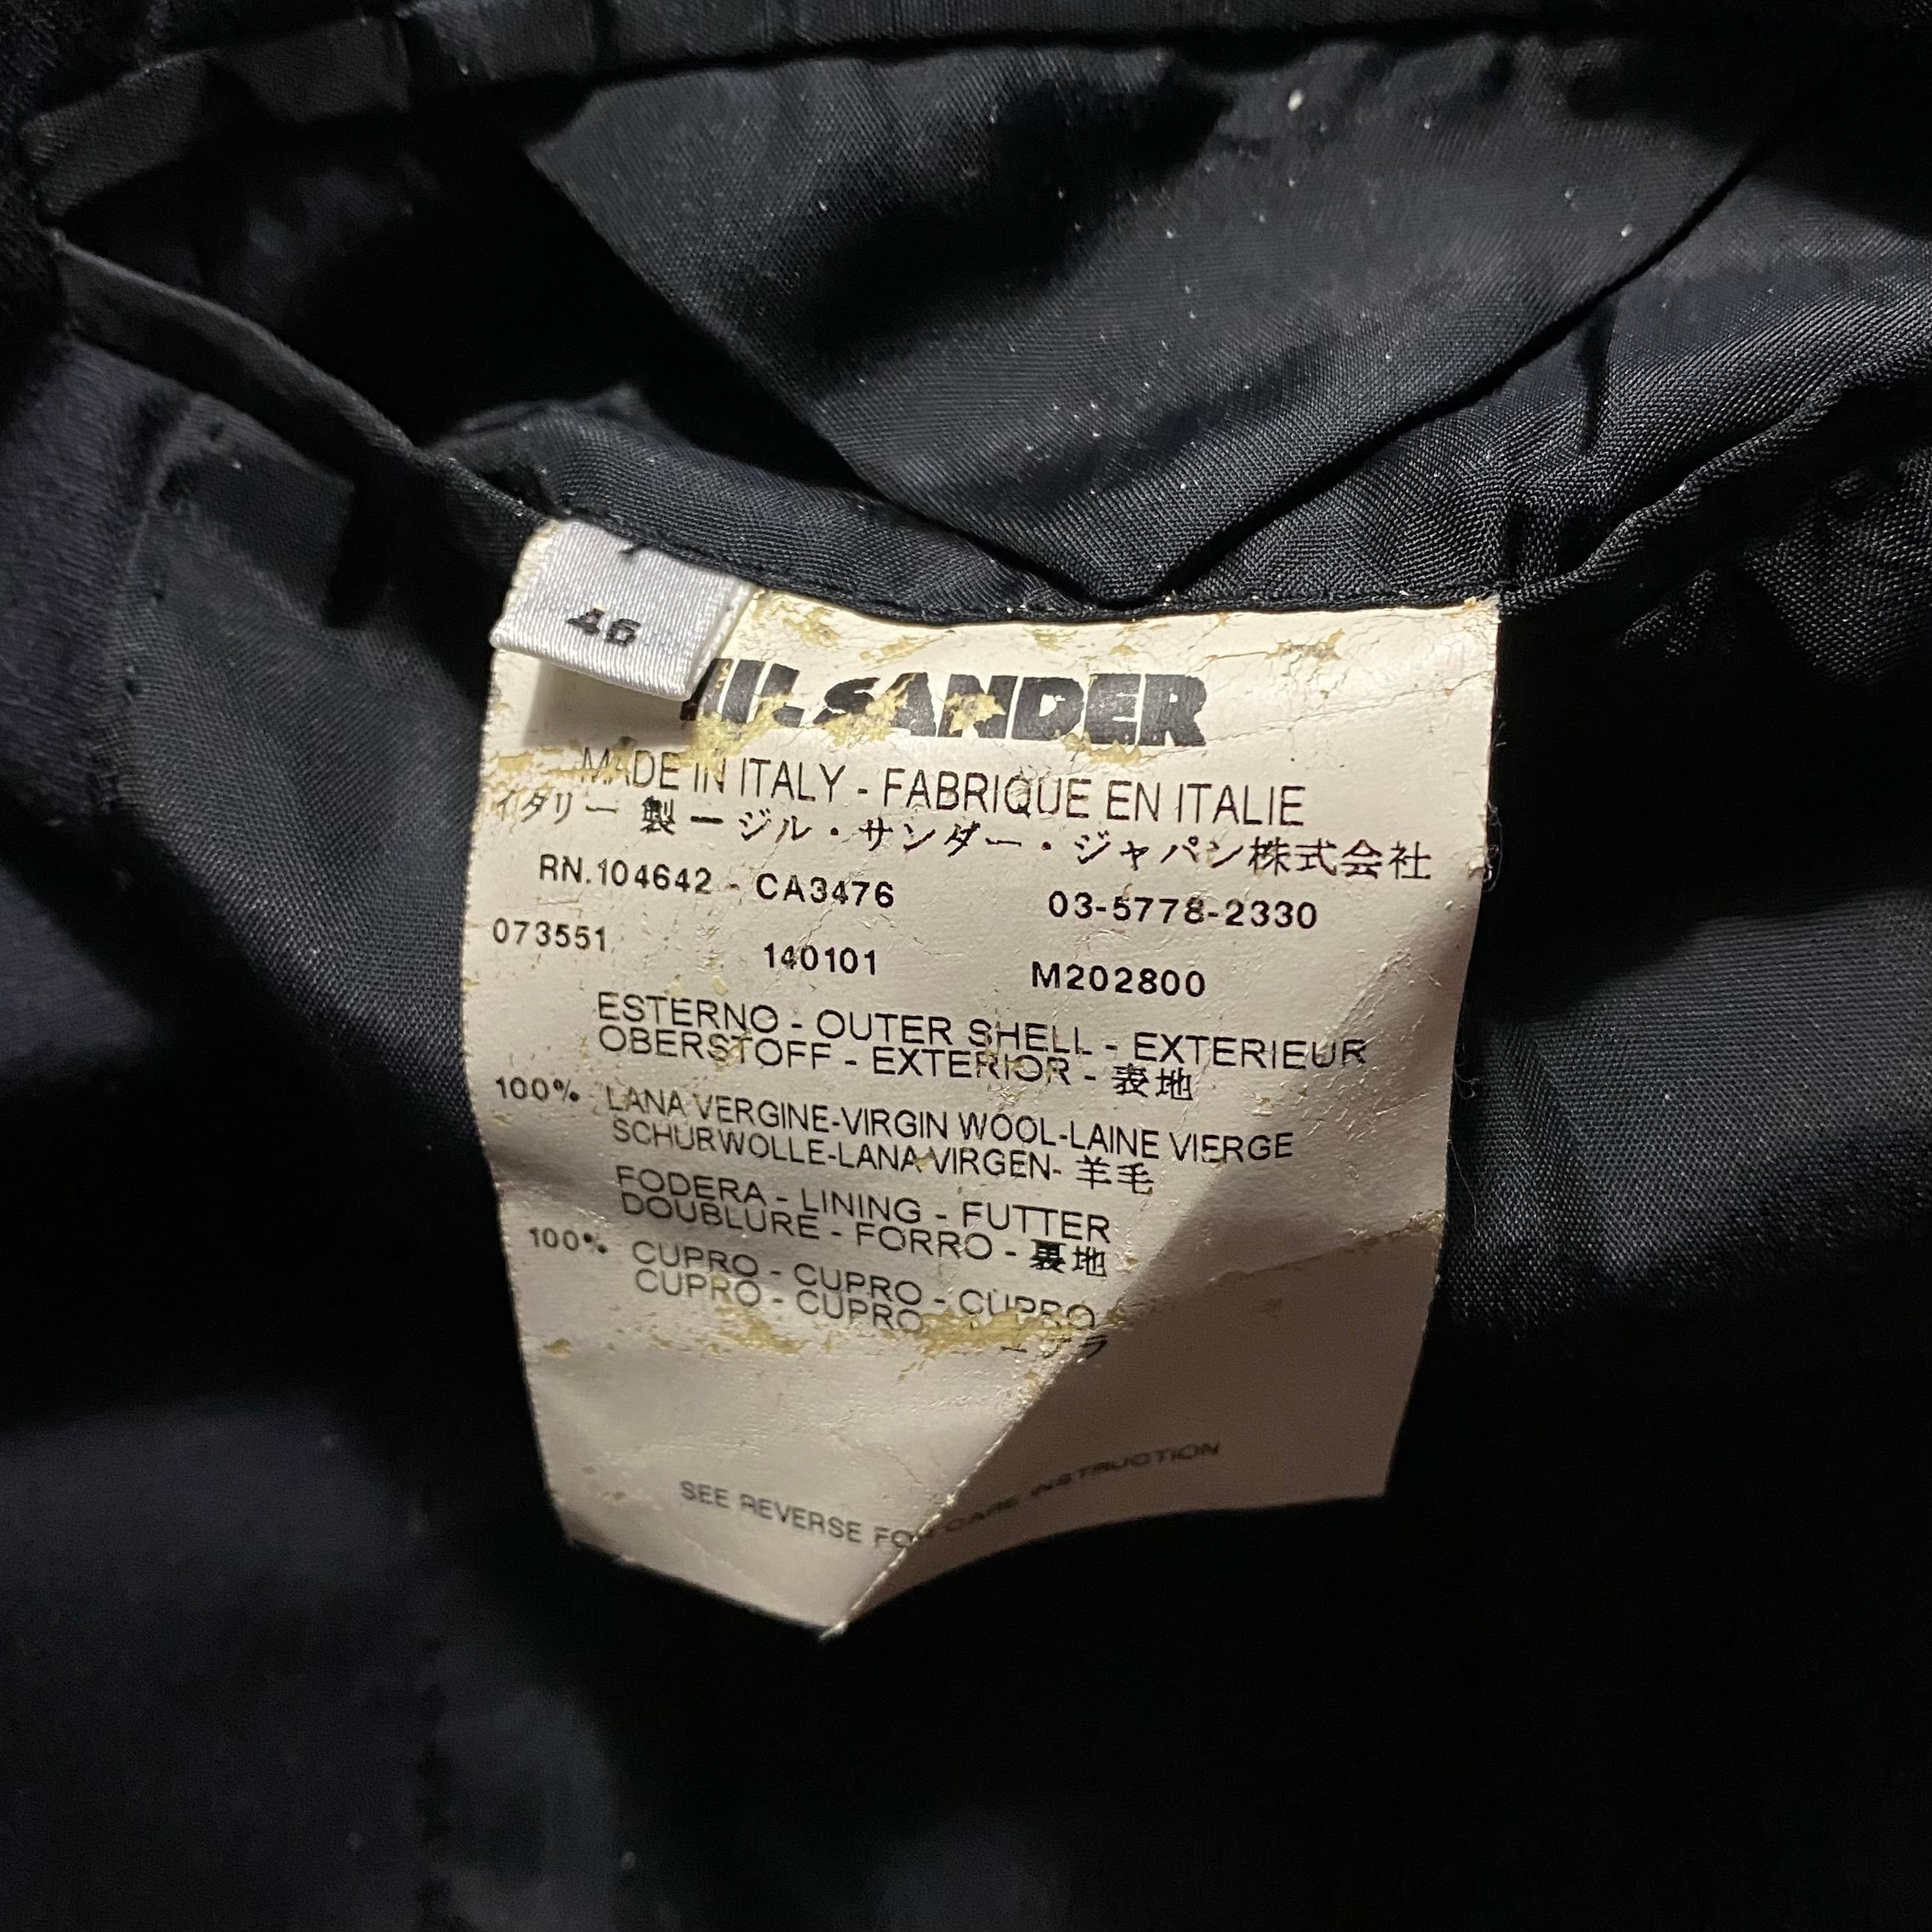 46
JIL SANDER
MADE IN ITALY - FABRIQUE EN ITALIE
イタリー 製 ー ジル・サンダー・ジャパン株式会社
RN.104642 - CA3476 03-5778-2330
073551 140101 M202800
ESTERNO - OUTER SHELL - EXTERIEUR
OBERSTOFF - EXTERIOR - 表地
100% LANA VERGINE-VIRGIN WOOL-LAINE VIERGE
SCHURWOLLE-LANA VIRGEN- 羊毛
FODERA - LINING - FUTTER
DOUBLURE - FORRO - 裏地
100% CUPRO - CUPRO - CUPRO
CUPRO - CUPRO
SEE REVERSE FOR CARE INSTRUCTION